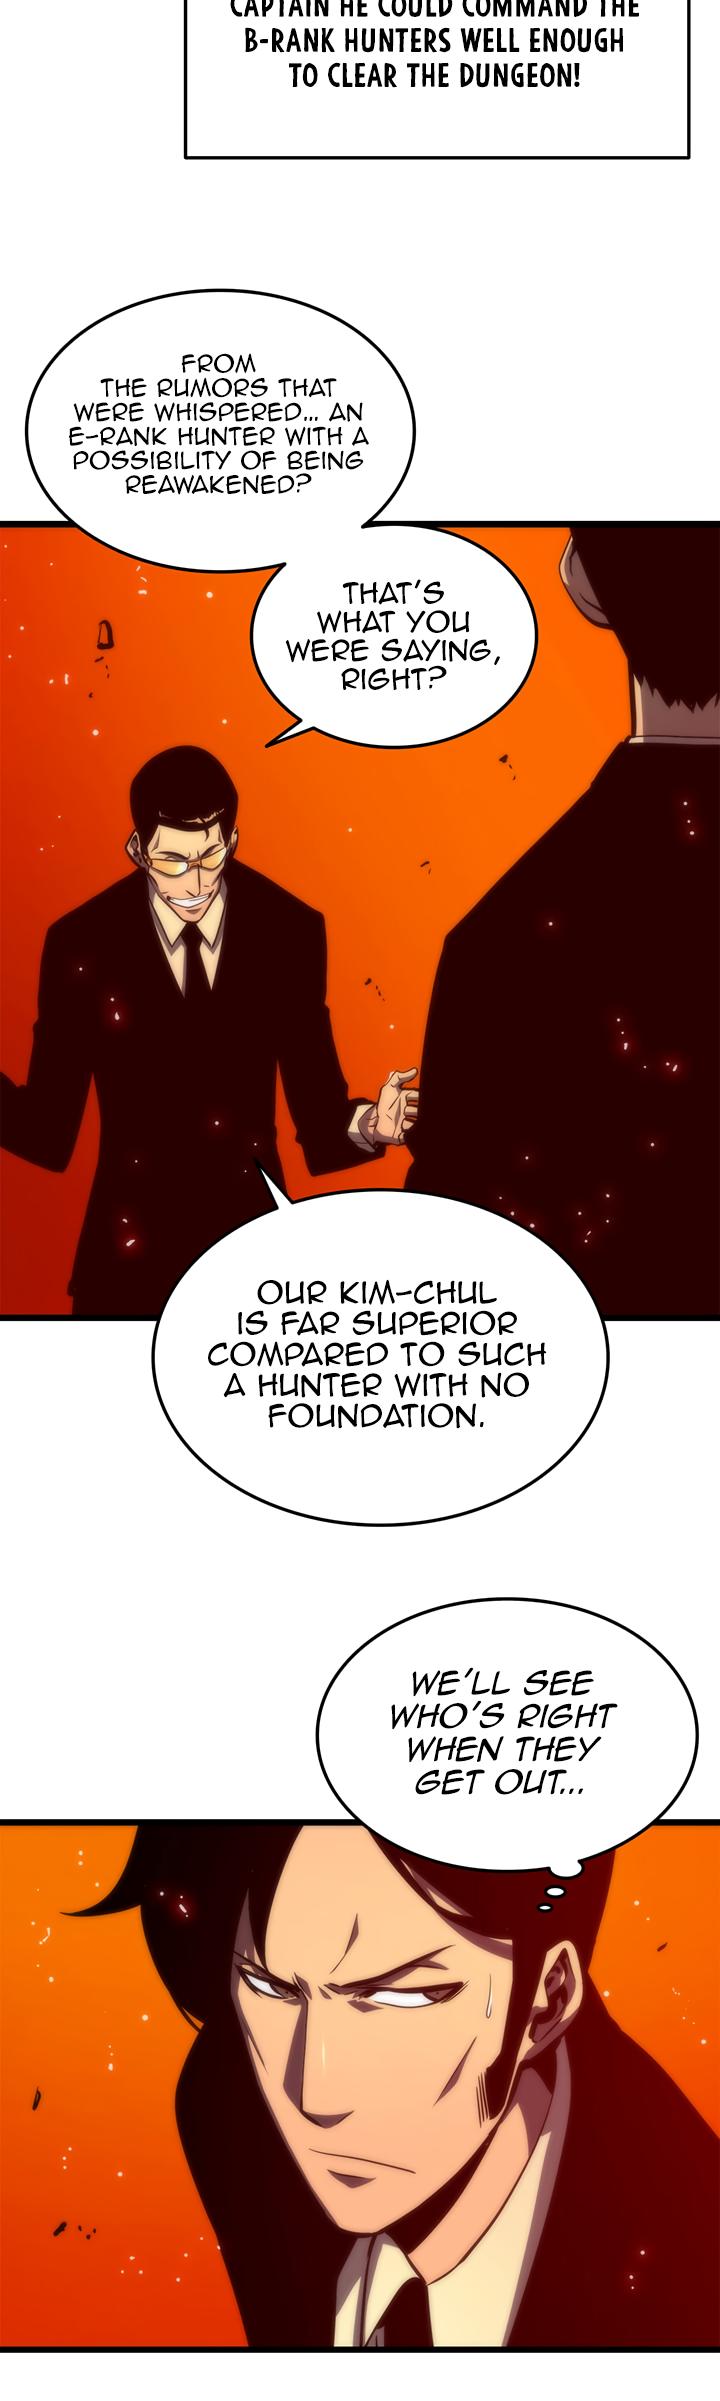 CAPTAIN HE COULD COMMAND THE
B-RANK HUNTERS WELL ENOUGH
TO CLEAR THE DUNGEON!
FROM
THE RUMORS THAT
WERE WHISPERED... AN
E-RANK HUNTER WITH A
POSSIBILITY OF BEING
REAWAKENED?
THAT'S
WHAT YOU
WERE SAYING,
RIGHT?
OUR KIM-CHUL
IS FAR SUPERIOR
COMPARED TO SUCH
A HUNTER WITH NO
FOUNDATION.
WE'LL SEE
WHO'S RIGHT
WHEN THEY
GET OUT...